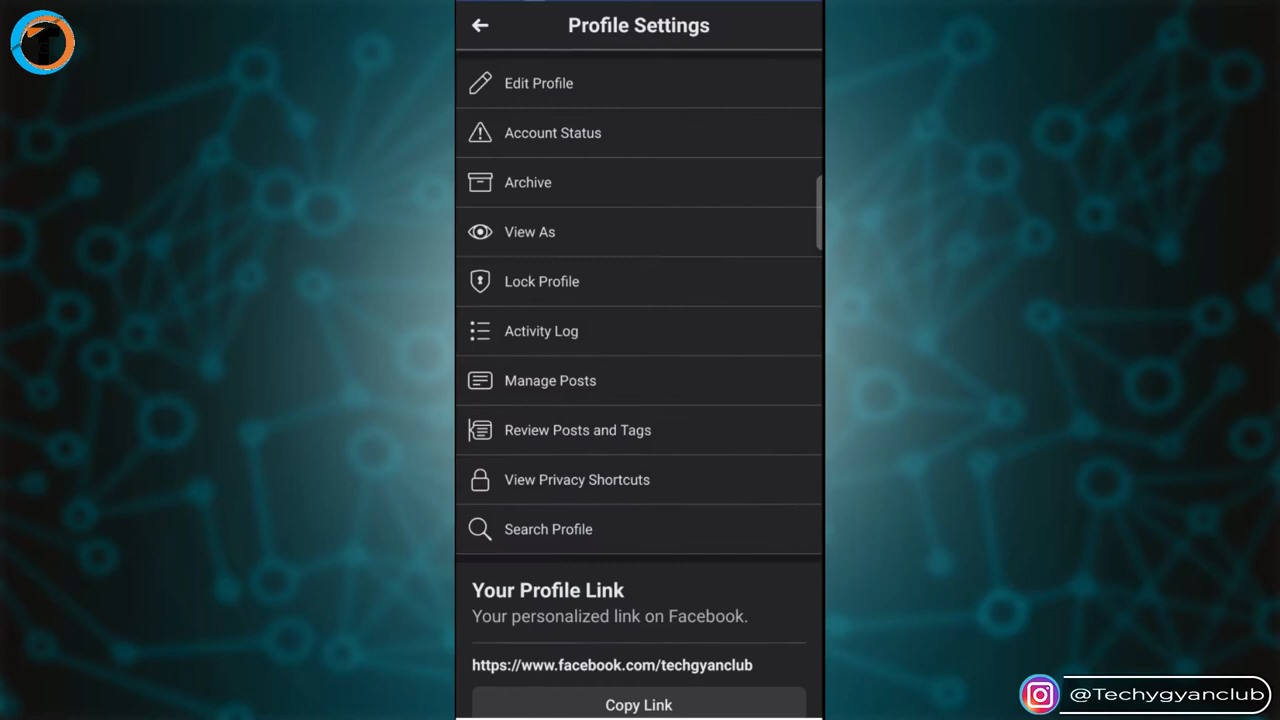 Profile Settings
Edit Profile
Account Status
Archive
View As
Lock Profile
Activity Log
Manage Posts
Review Posts and Tags
View Privacy Shortcuts
Search Profile
Your Profile Link
Your personalized link on Facebook.
https://www.facebook.com/techgyanclub
Copy Link
@Techygyanclub